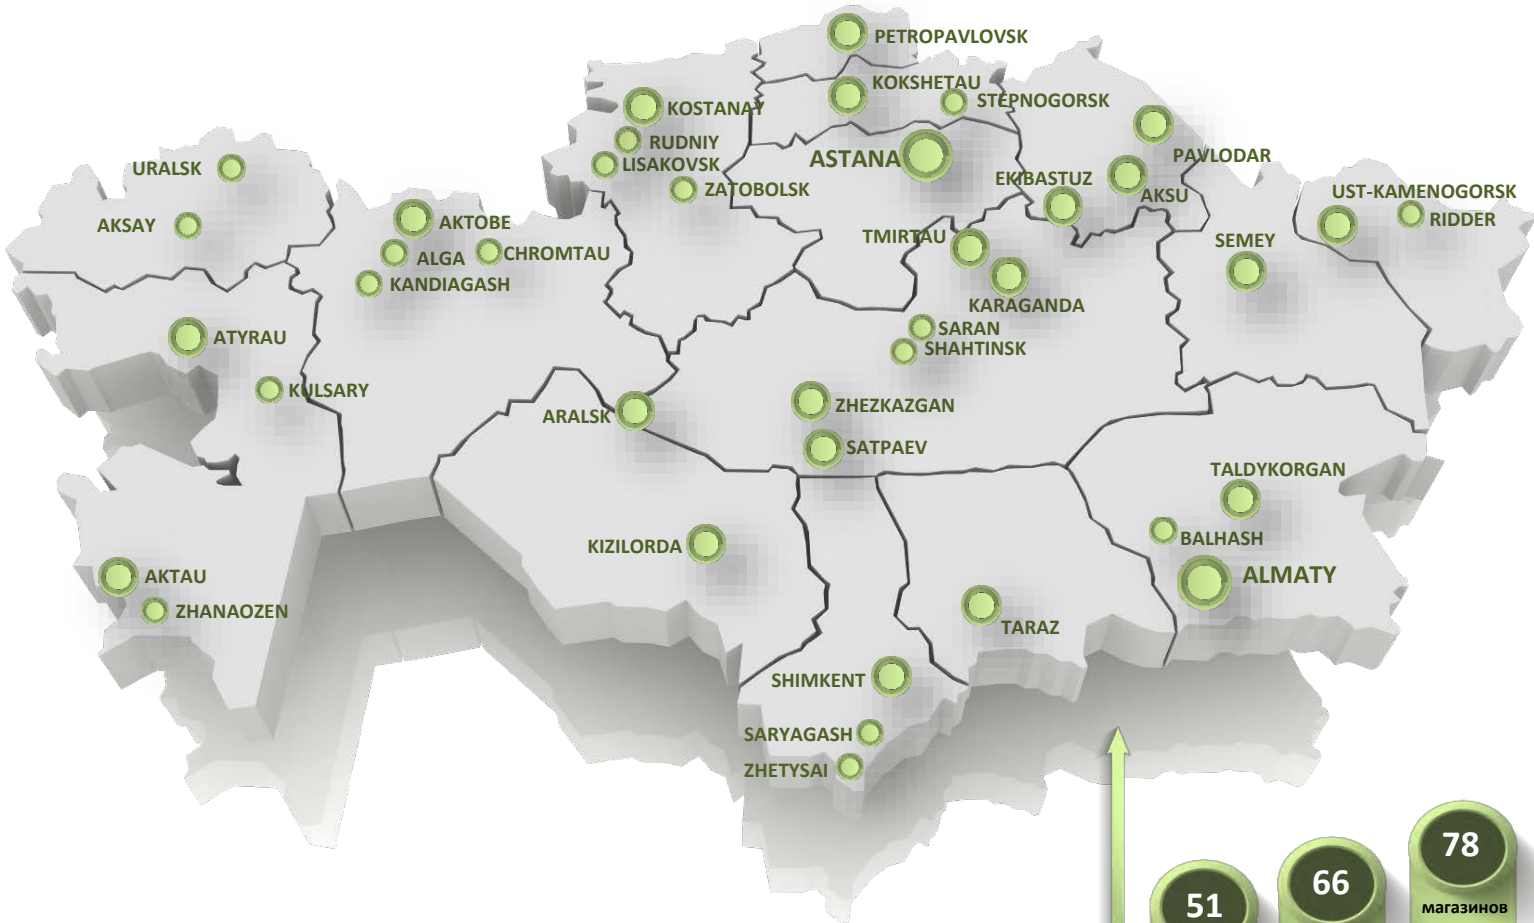 PETROPAVLOVSK
KOKSHETAU
STEPNOGORSK
KOSTANAY
RUDNIY
LISAKOVSK
ZATOBOLSK
ASTANA
PAVLODAR
EKIBASTUZ
AKSU
UST-KAMENOGORSK
RIDDER
SEMEY
URALSK
AKSAY
AKTOBE
ALGA
CHROMTAU
KANDIAGASH
TMIRTAU
KARAGANDA
SARAN
SHAHTINSK
ATYRAU
KULSARY
ARALSK
ZHEZKAZGAN
SATPAEV
TALDYKORGAN
BALHASH
ALMATY
KIZILORDA
AKTAU
ZHANAOZEN
TARAZ
SHIMKENT
SARYAGASH
ZHETYSAI
51
66
78
магазинов